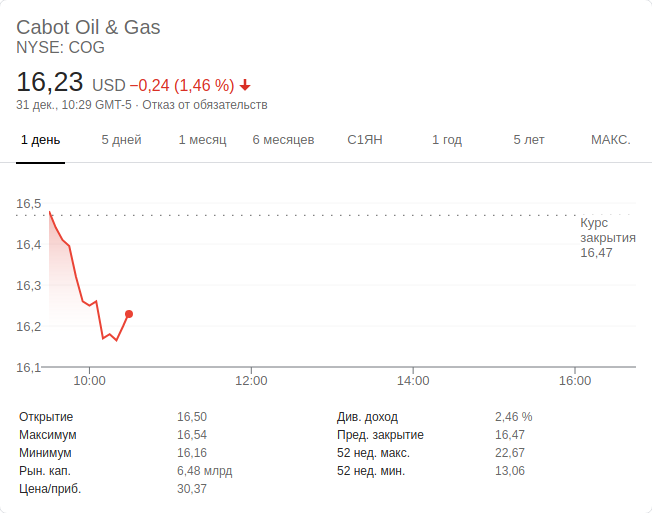 Cabot Oil & Gas
NYSE: COG
16,23 USD −0,24 (1,46 %)
31 дек., 10:29 GMT-5 · Отказ от обязательств
1 день 5 дней 1 месяц 6 месяцев С1ЯН 1 год 5 лет МАКС.
16,5
Курс
закрытия
16,47
16,4
16,3
16,2
16,1
10:00 12:00 14:00 16:00
Открытие 16,50 Див. доход 2,46 %
Максимум 16,54 Пред. закрытие 16,47
Минимум 16,16 52 нед. макс. 22,67
Рын. кап. 6,48 млрд 52 нед. мин. 13,06
Цена/приб. 30,37